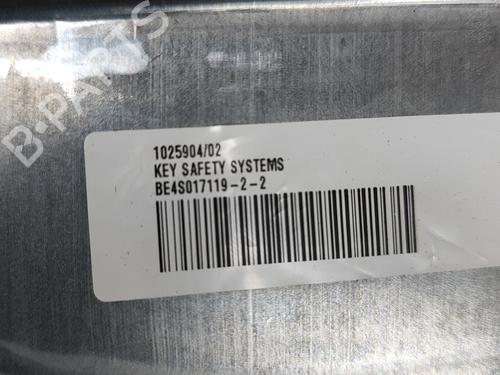 B-PARTS
1025904/02
KEY SAFETY SYSTEMS
BE4S017119-2-2